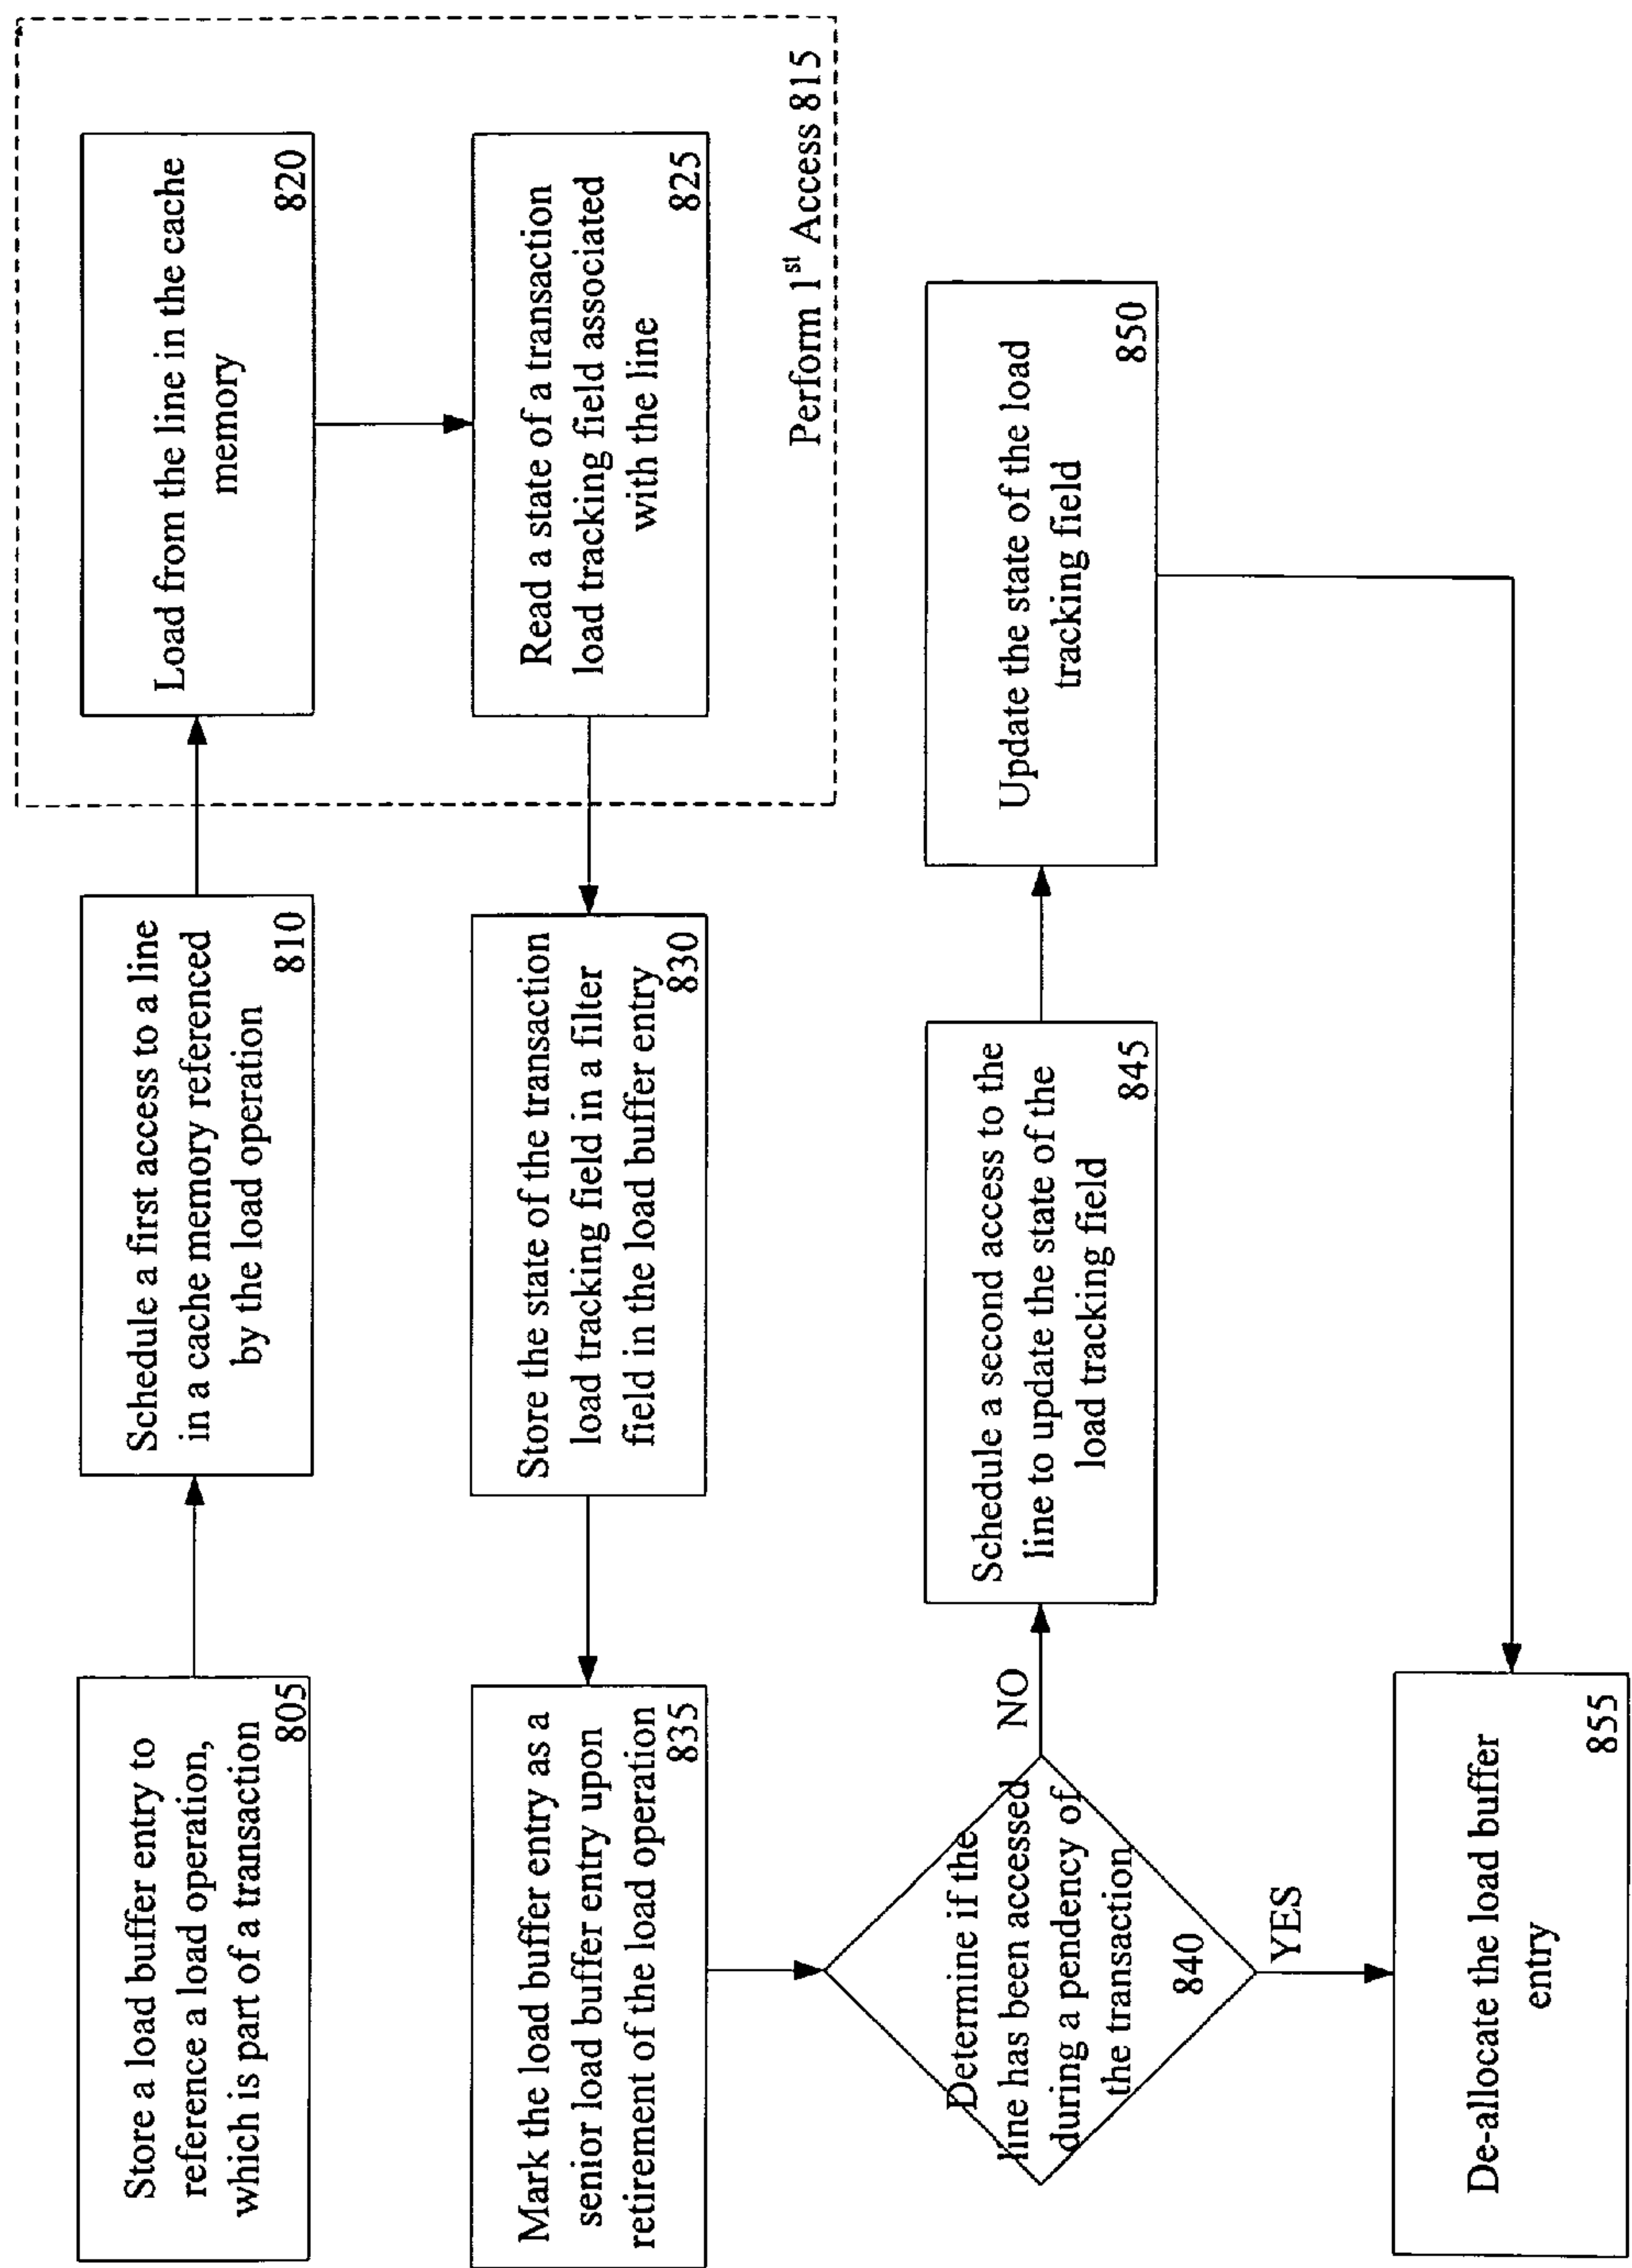 Store a load buffer entry to
reference a load operation,
which is part of a transaction
805
Schedule a first access to a line
in a cache memory referenced
by the load operation
810
Load from the line in the cache
memory
820
Read a state of a transaction
load tracking field associated
with the line
825
Perform 1st Access 815
Store the state of the transaction
load tracking field in a filter
field in the load buffer entry
830
Mark the load buffer entry as a
senior load buffer entry upon
retirement of the load operation
835
Determine if the
line has been accessed
during a pendency of
the transaction
840
NO
YES
Schedule a second access to the
line to update the state of the
load tracking field
845
Update the state of the load
tracking field
850
De-allocate the load buffer
entry
855